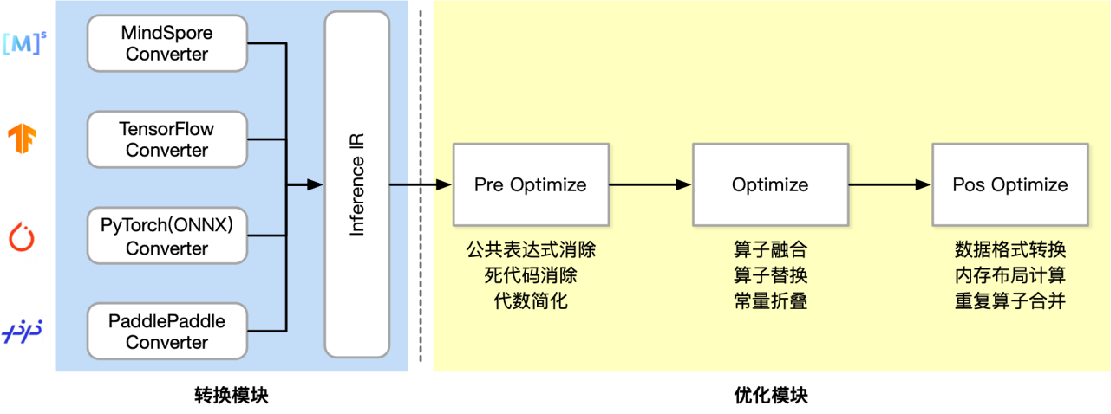 [M]s
MindSpore
Converter
TensorFlow
Converter
PyTorch(ONNX)
Converter
PaddlePaddle
Converter
Inference IR
Pre Optimize
公共表达式消除
死代码消除
代数简化
Optimize
算子融合
算子替换
常量折叠
Pos Optimize
数据格式转换
内存布局计算
重复算子合并
转换模块
优化模块